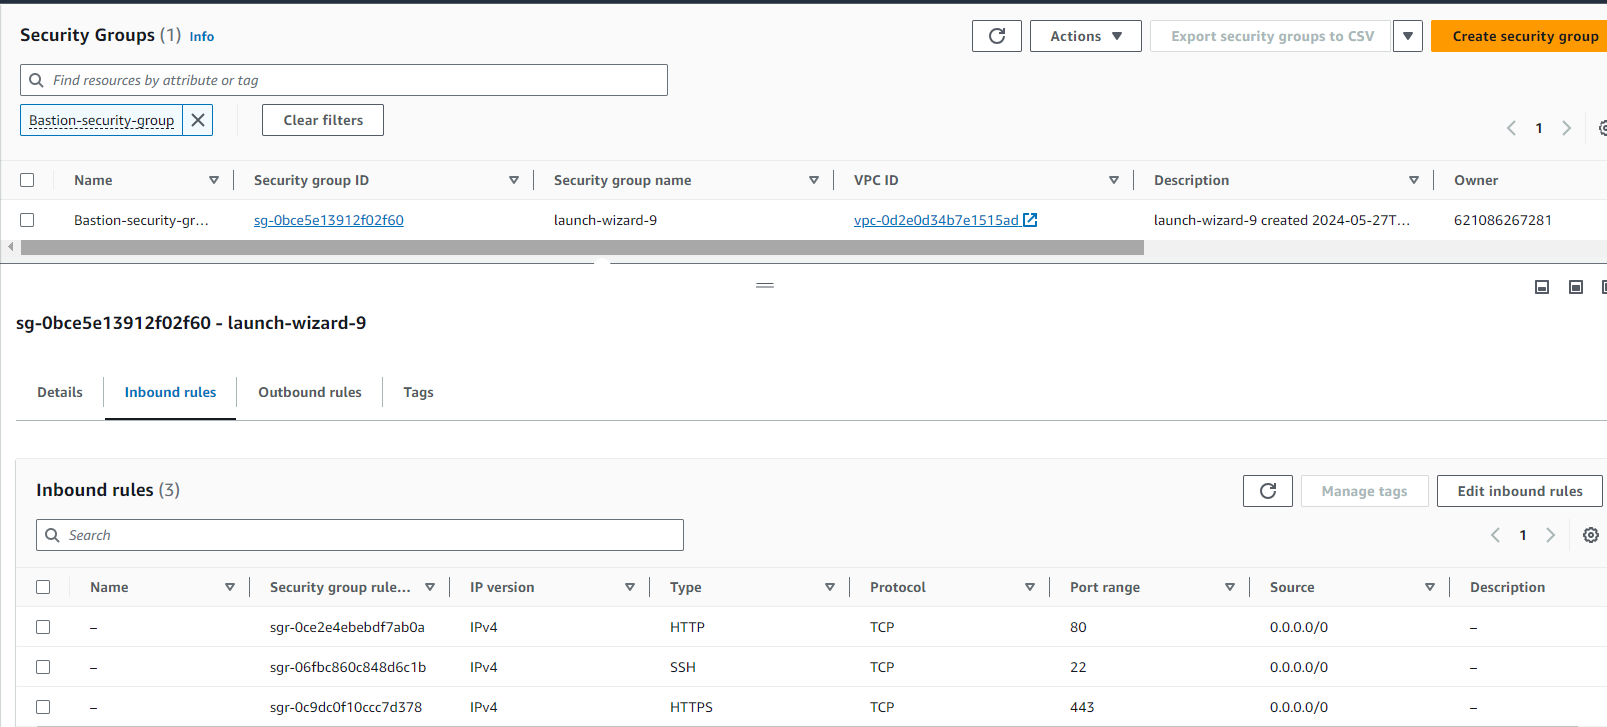 Security Groups (1) Info
Actions
Export security groups to CSV
Create security group
Find resources by attribute or tag
Bastion-security-group
Clear filters
1
Name Security group ID Security group name VPC ID Description Owner
Bastion-security-gr... sg-0bce5e13912f02f60 launch-wizard-9 vpc-0d2e0d34b7e1515ad launch-wizard-9 created 2024-05-27T... 621086267281
sg-0bce5e13912f02f60 - launch-wizard-9
Details Inbound rules Outbound rules Tags
Inbound rules (3)
Manage tags
Edit inbound rules
Search
1
Name Security group rule... IP version Type Protocol Port range Source Description
– sgr-0ce2e4ebebdf7ab0a IPv4 HTTP TCP 80 0.0.0.0/0 –
– sgr-06fbc860c848d6c1b IPv4 SSH TCP 22 0.0.0.0/0 –
– sgr-0c9dc0f10ccc7d378 IPv4 HTTPS TCP 443 0.0.0.0/0 –